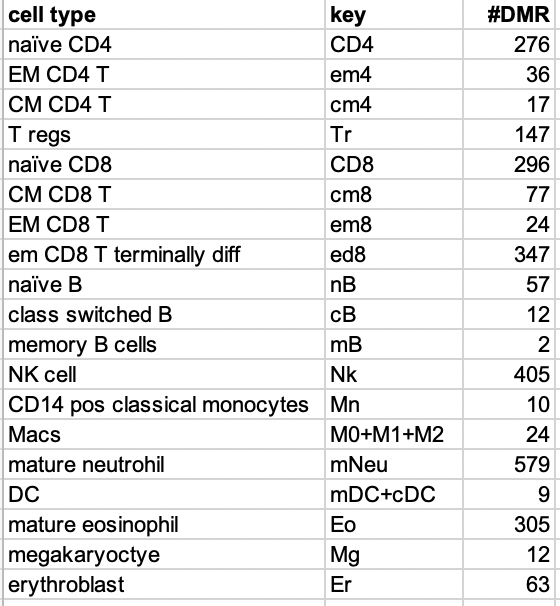 cell type key #DMR
naïve CD4 CD4 276
EM CD4 T em4 36
CM CD4 T cm4 17
T regs Tr 147
naïve CD8 CD8 296
CM CD8 T cm8 77
EM CD8 T em8 24
em CD8 T terminally diff ed8 347
naïve B nB 57
class switched B cB 12
memory B cells mB 2
NK cell Nk 405
CD14 pos classical monocytes Mn 10
Macs M0+M1+M2 24
mature neutrohil mNeu 579
DC mDC+cDC 9
mature eosinophil Eo 305
megakaryoctye Mg 12
erythroblast Er 63